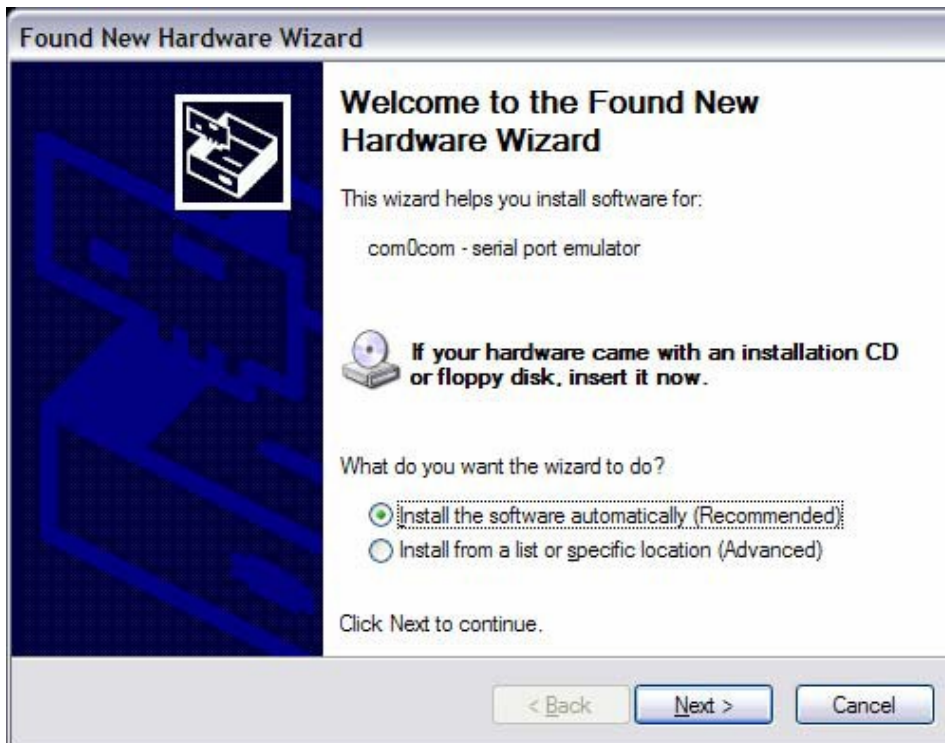 Found New Hardware Wizard
Welcome to the Found New
Hardware Wizard
This wizard helps you install software for:
com0com - serial port emulator
If your hardware came with an installation CD
or floppy disk, insert it now.
What do you want the wizard to do?
Install the software automatically (Recommended)
Install from a list or specific location (Advanced)
Click Next to continue.
< Back
Next >
Cancel